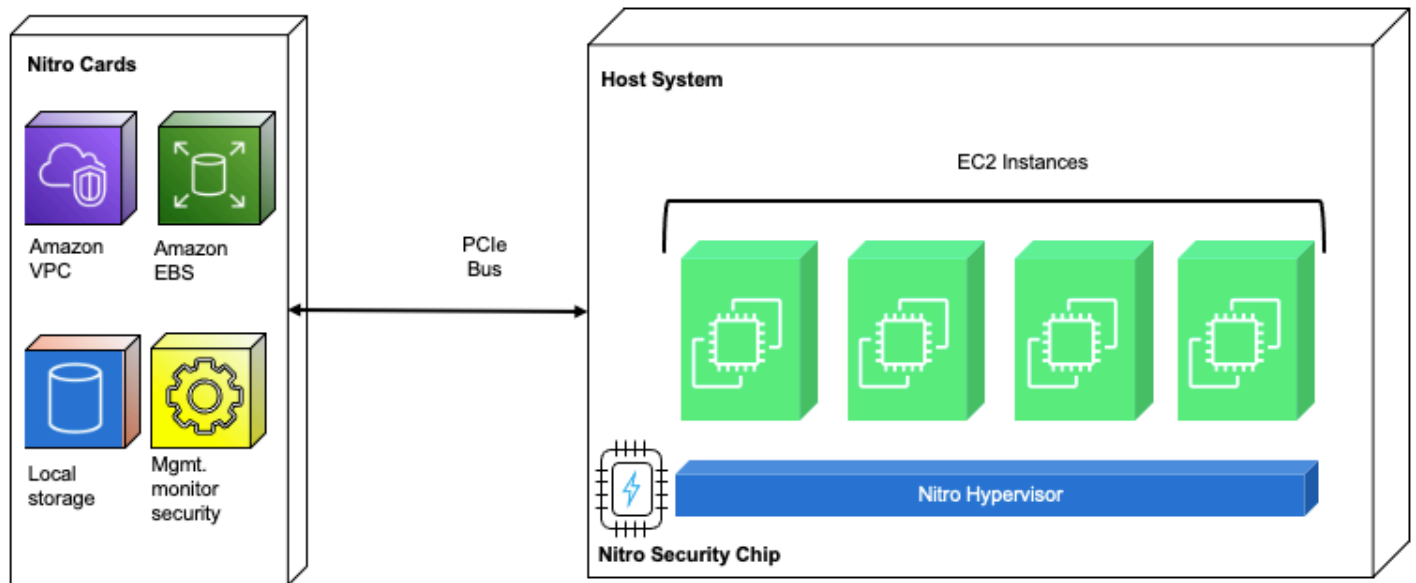 Nitro Cards
Amazon
VPC
Amazon
EBS
Local
storage
Mgmt.
monitor
security
PCIe
Bus
Host System
EC2 Instances
Nitro Hypervisor
Nitro Security Chip